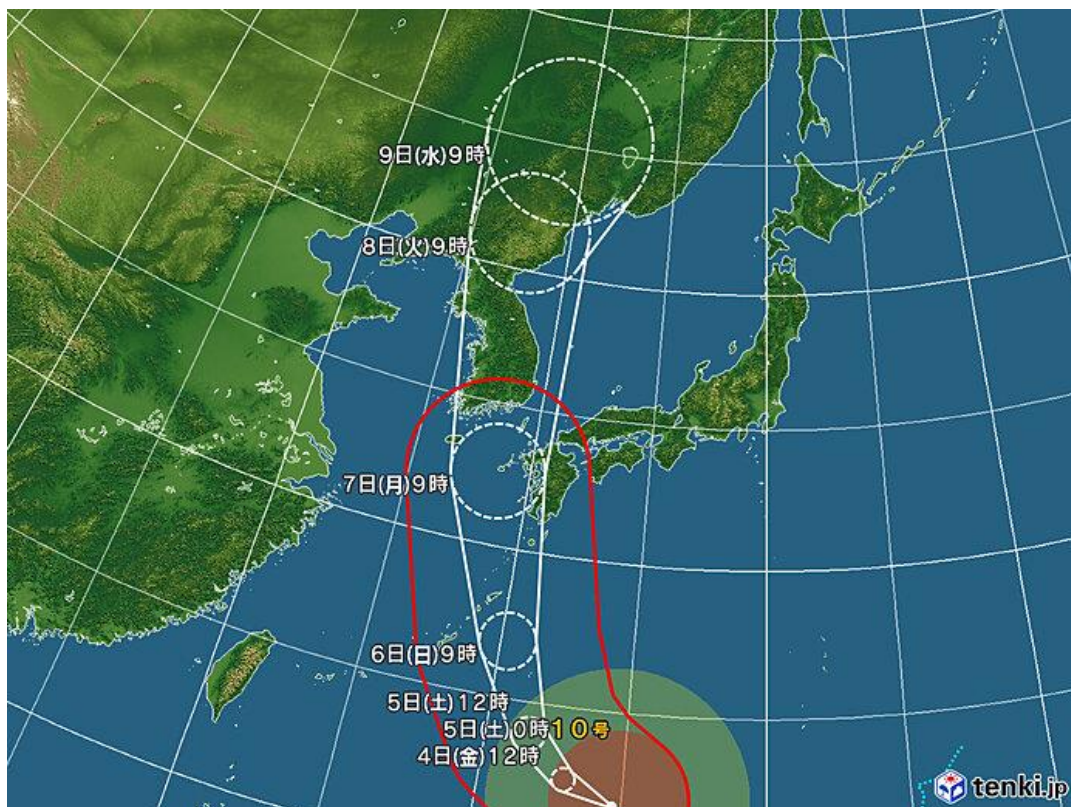 9日(水)9時
8日(火)9時
7日(月)9時
6日(日)9時
5日(土)12時
5日(土)0時10号
4日(金)12時
tenki.jp